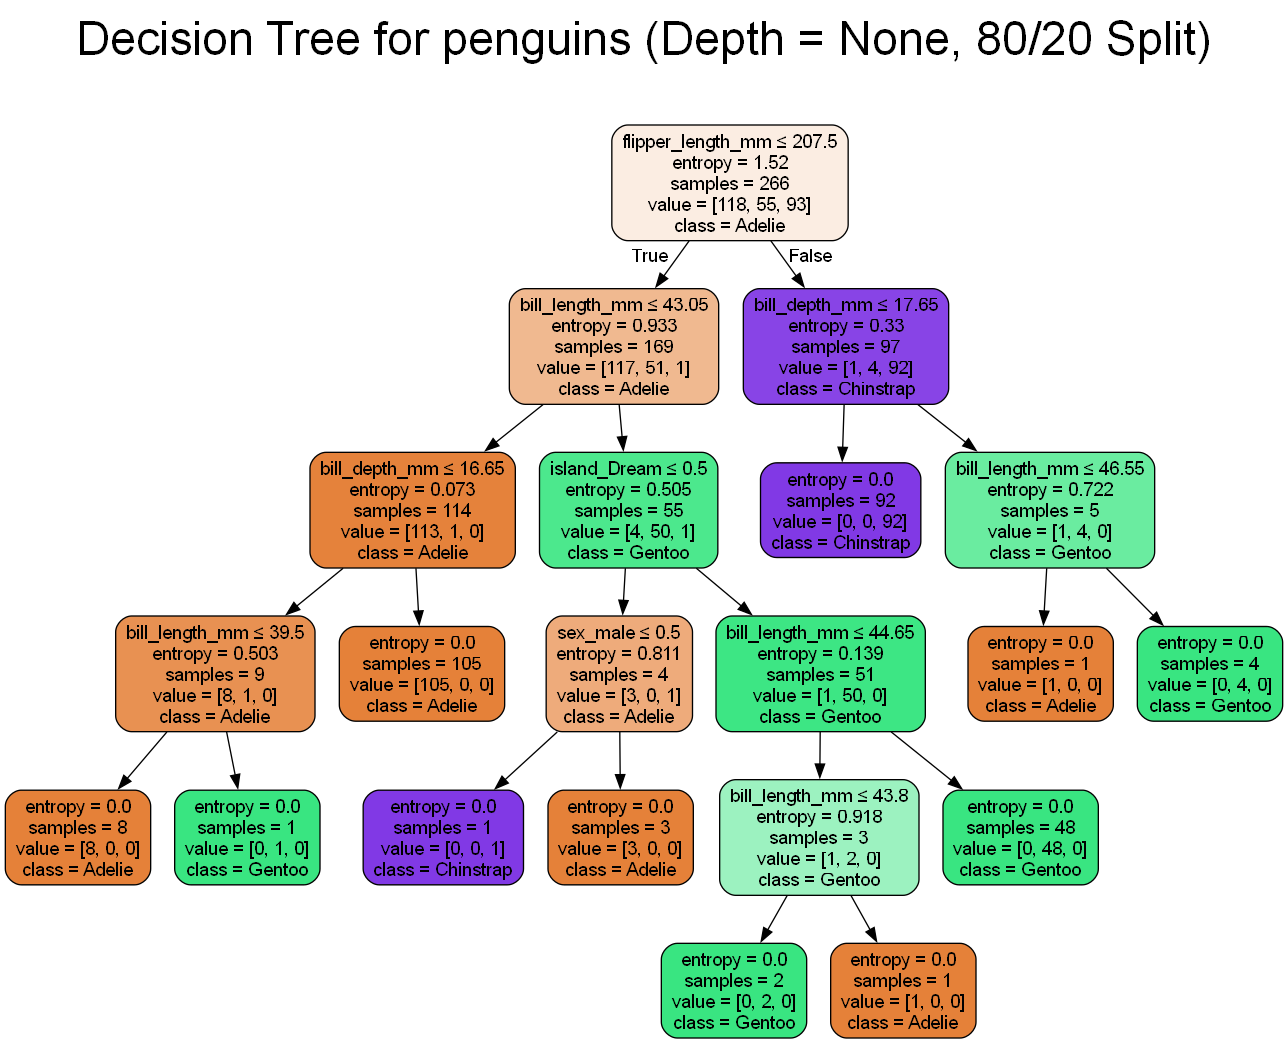 Decision Tree for penguins (Depth = None, 80/20 Split)
flipper_length_mm ≤ 207.5
entropy = 1.52
samples = 266
value = [118, 55, 93]
class = Adelie
True
False
bill_length_mm ≤ 43.05
entropy = 0.933
samples = 169
value = [117, 51, 1]
class = Adelie
bill_depth_mm ≤ 17.65
entropy = 0.33
samples = 97
value = [1, 4, 92]
class = Chinstrap
bill_depth_mm ≤ 16.65
entropy = 0.073
samples = 114
value = [113, 1, 0]
class = Adelie
island_Dream ≤ 0.5
entropy = 0.505
samples = 55
value = [4, 50, 1]
class = Gentoo
entropy = 0.0
samples = 92
value = [0, 0, 92]
class = Chinstrap
bill_length_mm ≤ 46.55
entropy = 0.722
samples = 5
value = [1, 4, 0]
class = Gentoo
bill_length_mm ≤ 39.5
entropy = 0.503
samples = 9
value = [8, 1, 0]
class = Adelie
entropy = 0.0
samples = 105
value = [105, 0, 0]
class = Adelie
sex_male ≤ 0.5
entropy = 0.811
samples = 4
value = [3, 0, 1]
class = Adelie
bill_length_mm ≤ 44.65
entropy = 0.139
samples = 51
value = [1, 50, 0]
class = Gentoo
entropy = 0.0
samples = 1
value = [1, 0, 0]
class = Adelie
entropy = 0.0
samples = 4
value = [0, 4, 0]
class = Gentoo
entropy = 0.0
samples = 8
value = [8, 0, 0]
class = Adelie
entropy = 0.0
samples = 1
value = [0, 1, 0]
class = Gentoo
entropy = 0.0
samples = 1
value = [0, 0, 1]
class = Chinstrap
entropy = 0.0
samples = 3
value = [3, 0, 0]
class = Adelie
bill_length_mm ≤ 43.8
entropy = 0.918
samples = 3
value = [1, 2, 0]
class = Gentoo
entropy = 0.0
samples = 48
value = [0, 48, 0]
class = Gentoo
entropy = 0.0
samples = 2
value = [0, 2, 0]
class = Gentoo
entropy = 0.0
samples = 1
value = [1, 0, 0]
class = Adelie